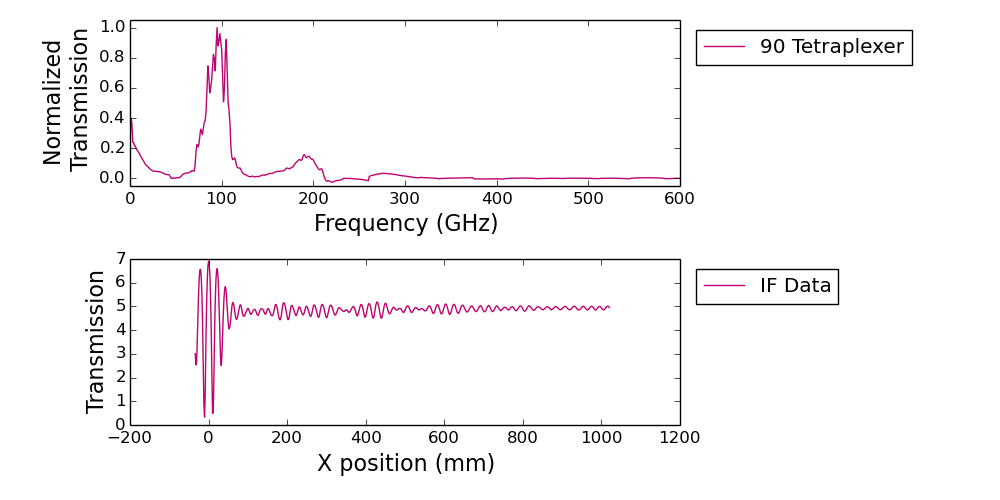 Normalized
Transmission
1.0
0.8
0.6
0.4
0.2
0.0
0 100 200 300 400 500 600
Frequency (GHz)
90 Tetraplexer
Transmission
7
6
5
4
3
2
1
0
−200 0 200 400 600 800 1000 1200
X position (mm)
IF Data